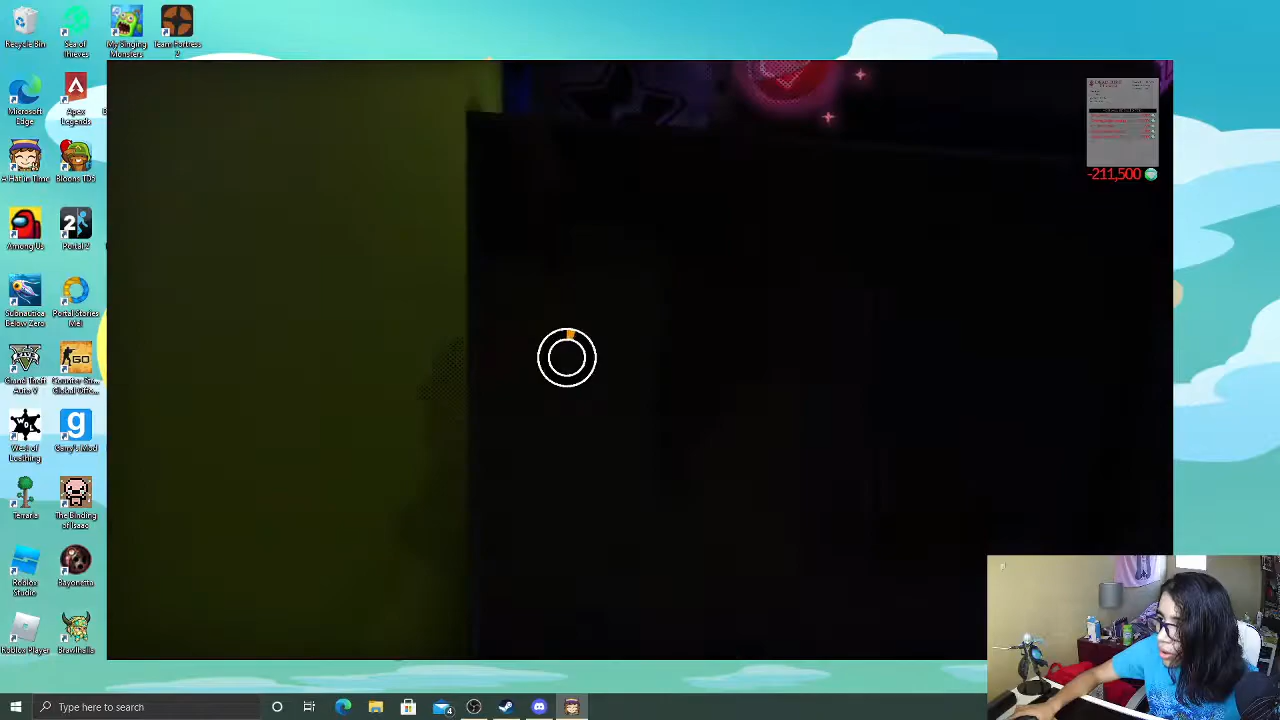 Recycle Bin
Sea of Thieves
My Singing Monsters
Team Fortress 2
Microsoft Edge
Apex Legends
A Hat in Time
Bloons TD5
Among Us
Portal 2
Subnautica Below Zero
Portal Stories Mel
Grand Theft Auto V
Counter-Str... Global Offe...
West of Loathing
Garry's Mod
Terraria
The Binding of Isaac
Roblox Studio
Bayonetta
Roblox Player
Brawlhalla
-211,500
Type here to search
4